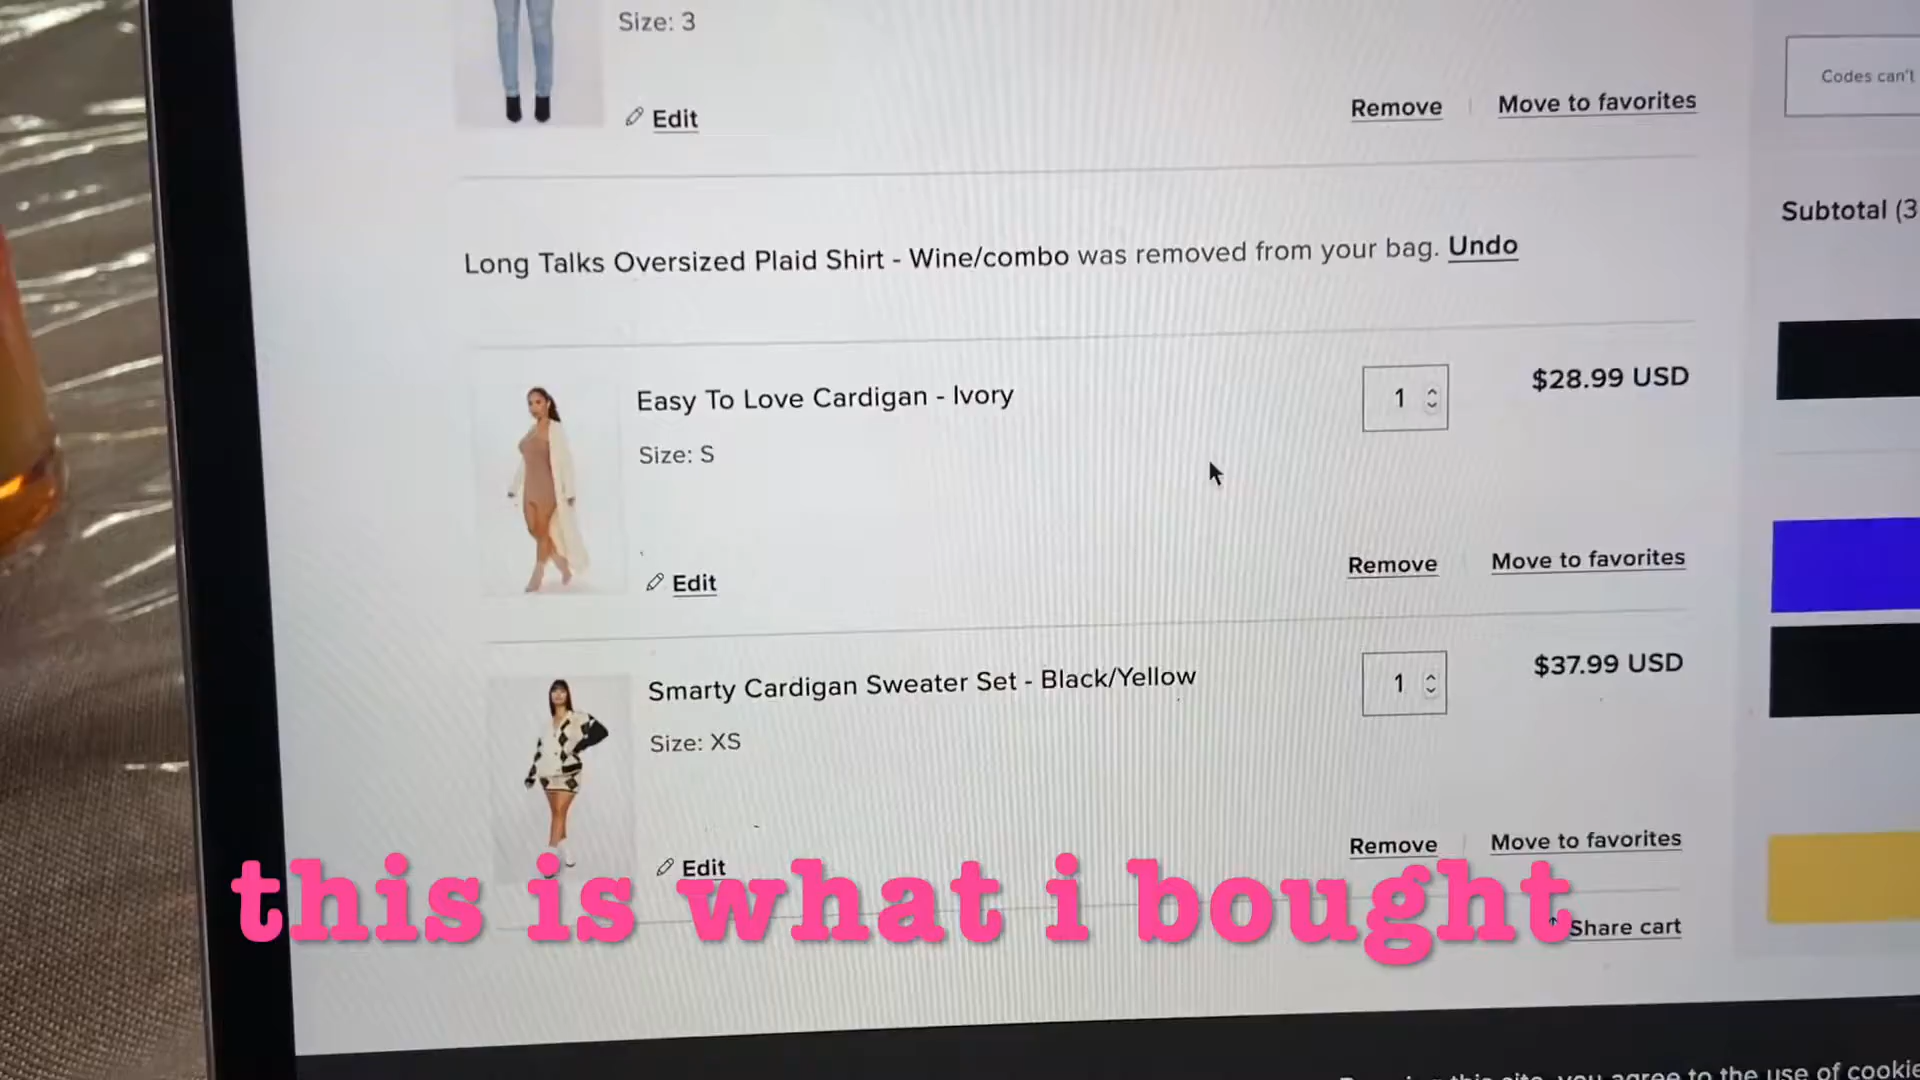 Size: 3
Edit
Remove
Move to favorites
Codes can't
Subtotal (3
Long Talks Oversized Plaid Shirt - Wine/combo was removed from your bag. Undo
Easy To Love Cardigan - Ivory
1
$28.99 USD
Size: S
Edit
Remove
Move to favorites
Smarty Cardigan Sweater Set - Black/Yellow
1
$37.99 USD
Size: XS
Edit
Remove
Move to favorites
this is what i bought
Share cart
this site, you agree to the use of cookie